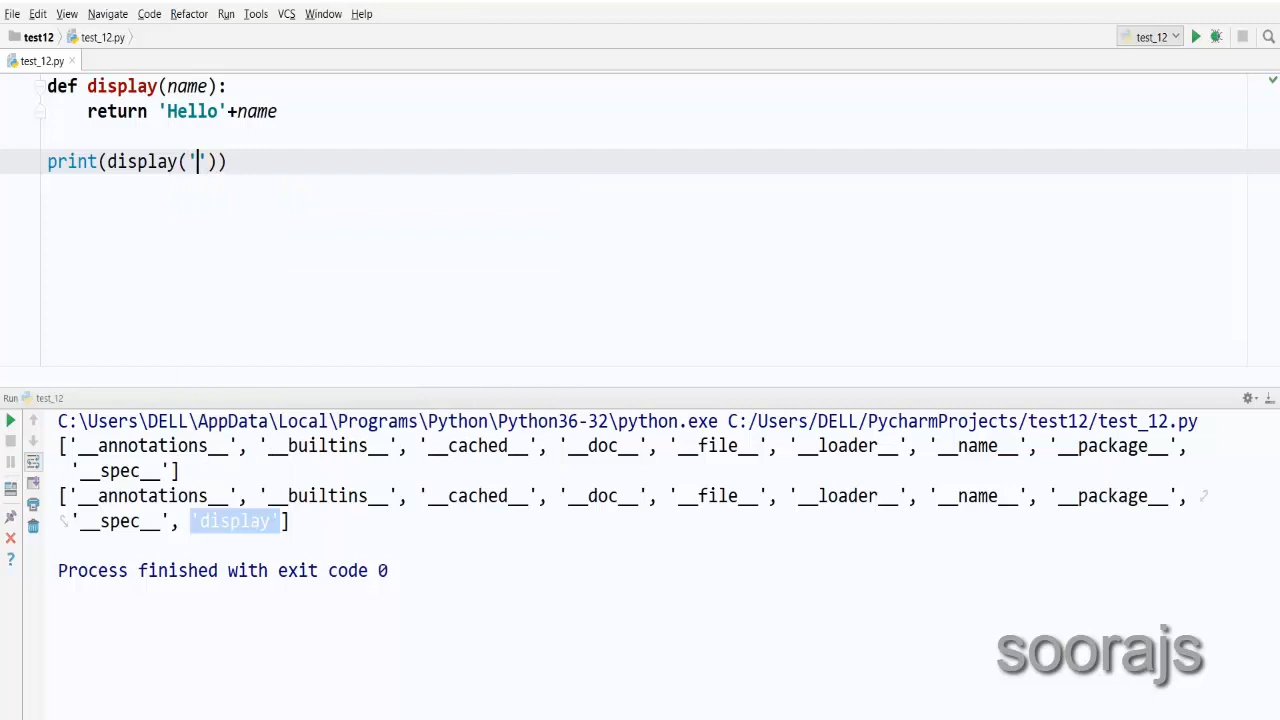 File Edit View Navigate Code Refactor Run Tools VCS Window Help
test12 test_12.py test_12
test_12.py ×
def display(name):
return 'Hello'+name
print(display(''))
Run test_12
C:\Users\DELL\AppData\Local\Programs\Python\Python36-32\python.exe C:/Users/DELL/PycharmProjects/test12/test_12.py
['__annotations__', '__builtins__', '__cached__', '__doc__', '__file__', '__loader__', '__name__', '__package__',
'__spec__']
['__annotations__', '__builtins__', '__cached__', '__doc__', '__file__', '__loader__', '__name__', '__package__',
'__spec__', 'display']
Process finished with exit code 0
soorajs